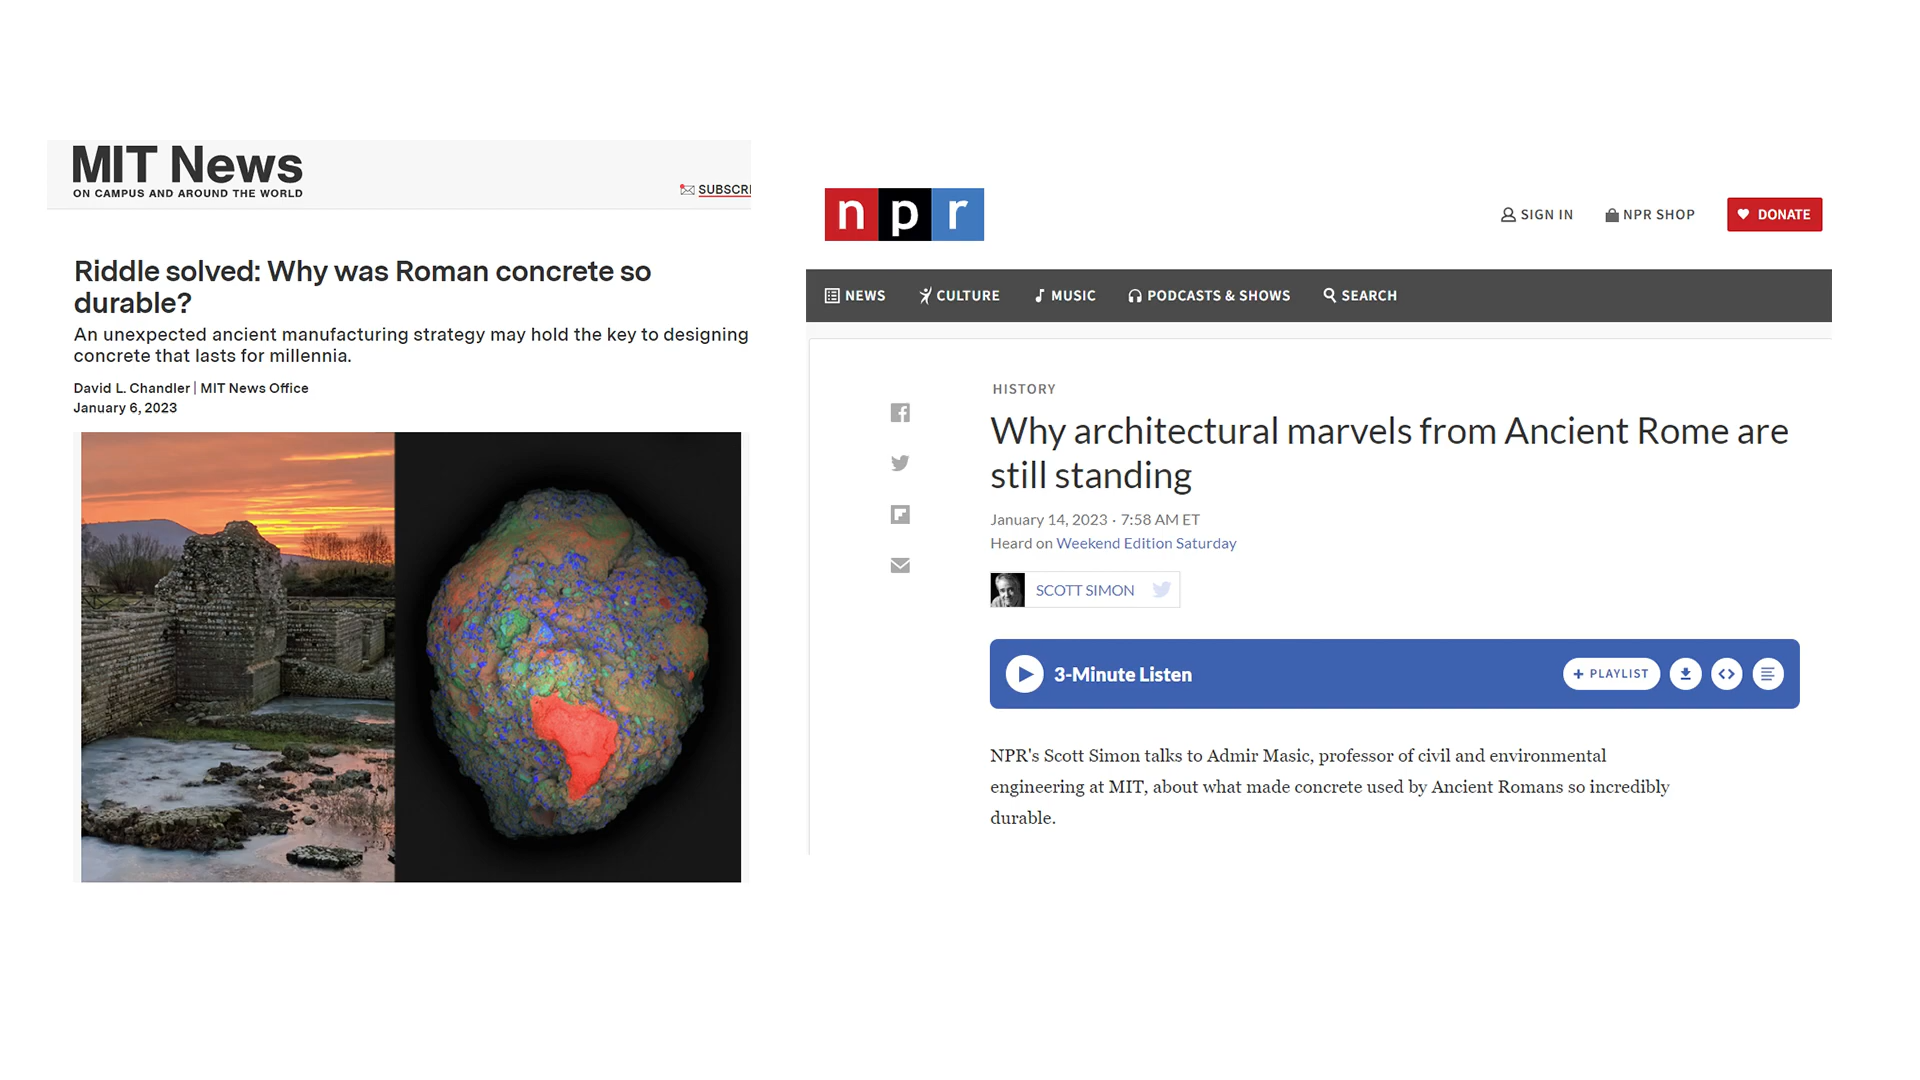 MIT News
ON CAMPUS AND AROUND THE WORLD
SUBSCRI
Riddle solved: Why was Roman concrete so
durable?
An unexpected ancient manufacturing strategy may hold the key to designing
concrete that lasts for millennia.
David L. Chandler | MIT News Office
January 6, 2023
npr
SIGN IN
NPR SHOP
DONATE
NEWS
CULTURE
MUSIC
PODCASTS & SHOWS
SEARCH
HISTORY
Why architectural marvels from Ancient Rome are
still standing
January 14, 2023 · 7:58 AM ET
Heard on Weekend Edition Saturday
SCOTT SIMON
3-Minute Listen
+ PLAYLIST
NPR's Scott Simon talks to Admir Masic, professor of civil and environmental
engineering at MIT, about what made concrete used by Ancient Romans so incredibly
durable.